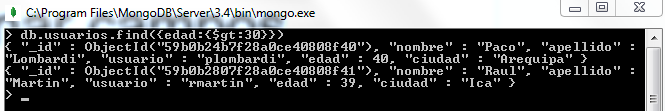 C:\Program Files\MongoDB\Server\3.4\bin\mongo.exe
> db.usuarios.find({edad:{$gt:30}})
{ "_id" : ObjectId("59b0b24b7f28a0ce40808f40"), "nombre" : "Paco", "apellido" :
"Lombardi", "usuario" : "plombardi", "edad" : 40, "ciudad" : "Arequipa" }
{ "_id" : ObjectId("59b0b2807f28a0ce40808f41"), "nombre" : "Raul", "apellido" :
"Martin", "usuario" : "rmartin", "edad" : 39, "ciudad" : "Ica" }
> _